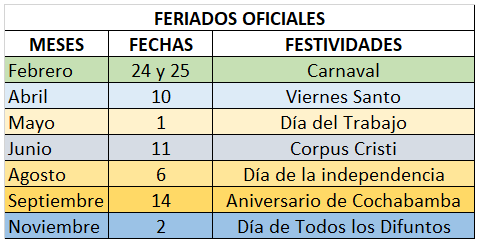 FERIADOS OFICIALES
MESES FECHAS FESTIVIDADES
Febrero 24 y 25 Carnaval
Abril 10 Viernes Santo
Mayo 1 Día del Trabajo
Junio 11 Corpus Cristi
Agosto 6 Día de la independencia
Septiembre 14 Aniversario de Cochabamba
Noviembre 2 Día de Todos los Difuntos